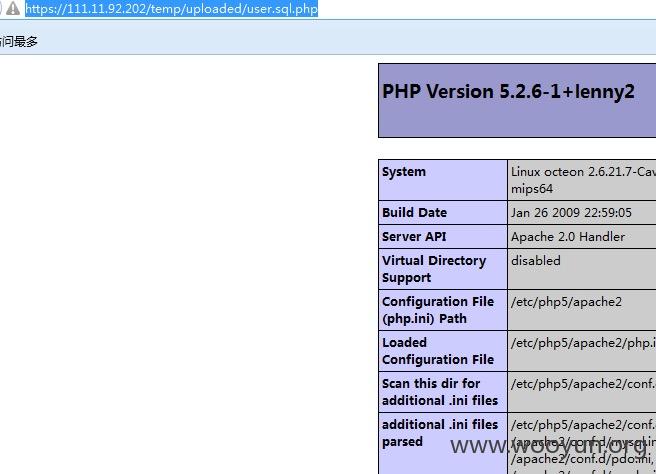 https://111.11.92.202/temp/uploaded/user.sql.php
问最多
PHP Version 5.2.6-1+lenny2
System
Linux octeon 2.6.21.7-Cav
mips64
Build Date
Jan 26 2009 22:59:05
Server API
Apache 2.0 Handler
Virtual Directory
Support
disabled
Configuration File
(php.ini) Path
/etc/php5/apache2
Loaded
Configuration File
/etc/php5/apache2/php.i
Scan this dir for
additional .ini files
/etc/php5/apache2/conf.
additional .ini files
parsed
/etc/php5/apache2/conf.
/apache2/conf.d/mysqli
/apache2/conf.d/pdo.ini,
www.wooyun.org